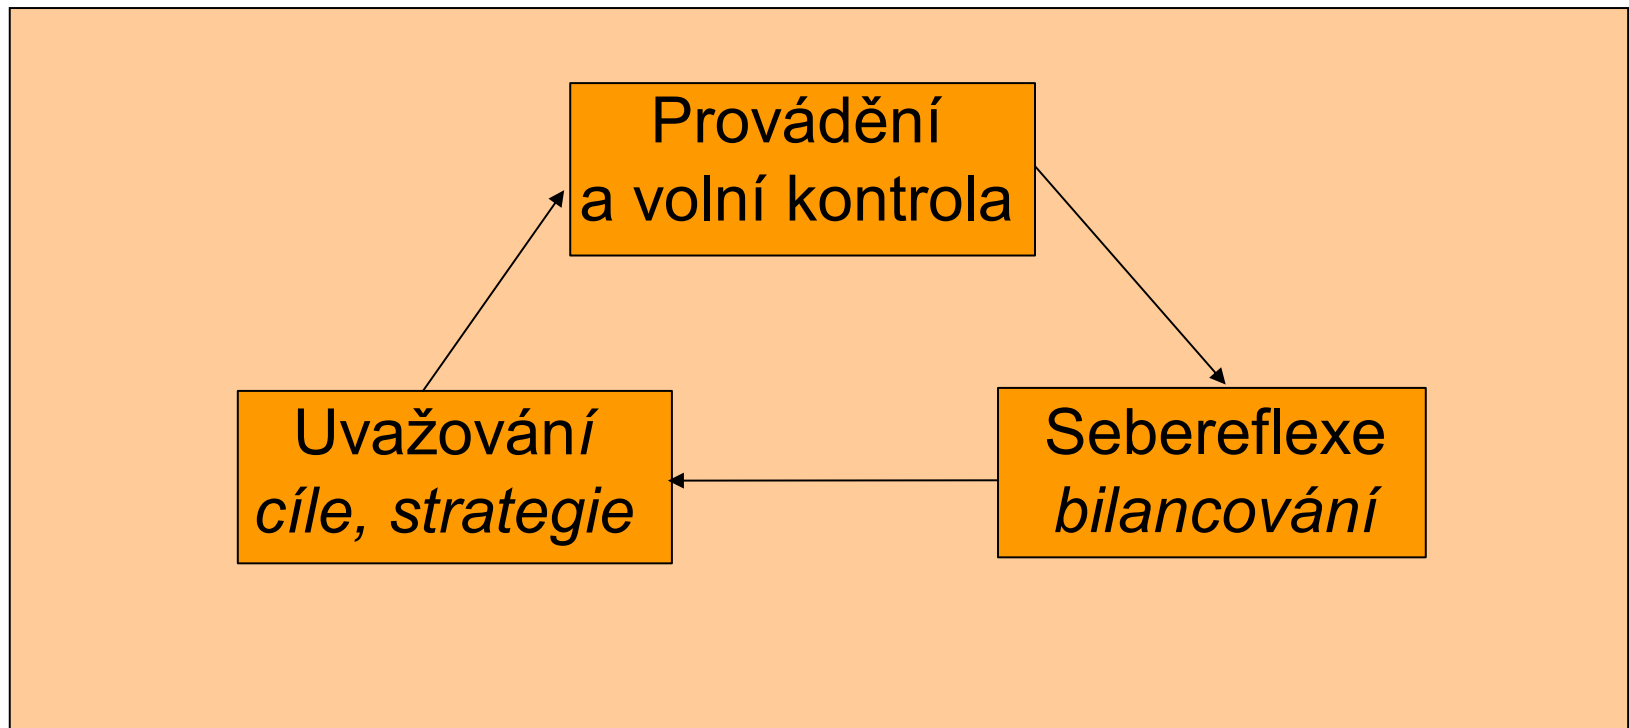 Provádění
a volní kontrola
Uvažování
cíle, strategie
Sebereflexe
bilancování